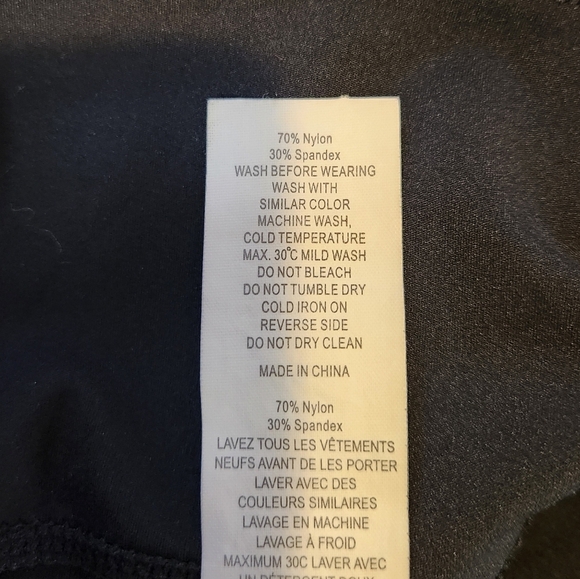 70% Nylon
30% Spandex
WASH BEFORE WEARING
WASH WITH
SIMILAR COLOR
MACHINE WASH,
COLD TEMPERATURE
MAX. 30°C MILD WASH
DO NOT BLEACH
DO NOT TUMBLE DRY
COLD IRON ON
REVERSE SIDE
DO NOT DRY CLEAN
MADE IN CHINA
70% Nylon
30% Spandex
LAVEZ TOUS LES VÊTEMENTS
NEUFS AVANT DE LES PORTER
LAVER AVEC DES
COULEURS SIMILAIRES
LAVAGE EN MACHINE
LAVAGE À FROID
MAXIMUM 30C LAVER AVEC
UN DÉTERGENT DOUX